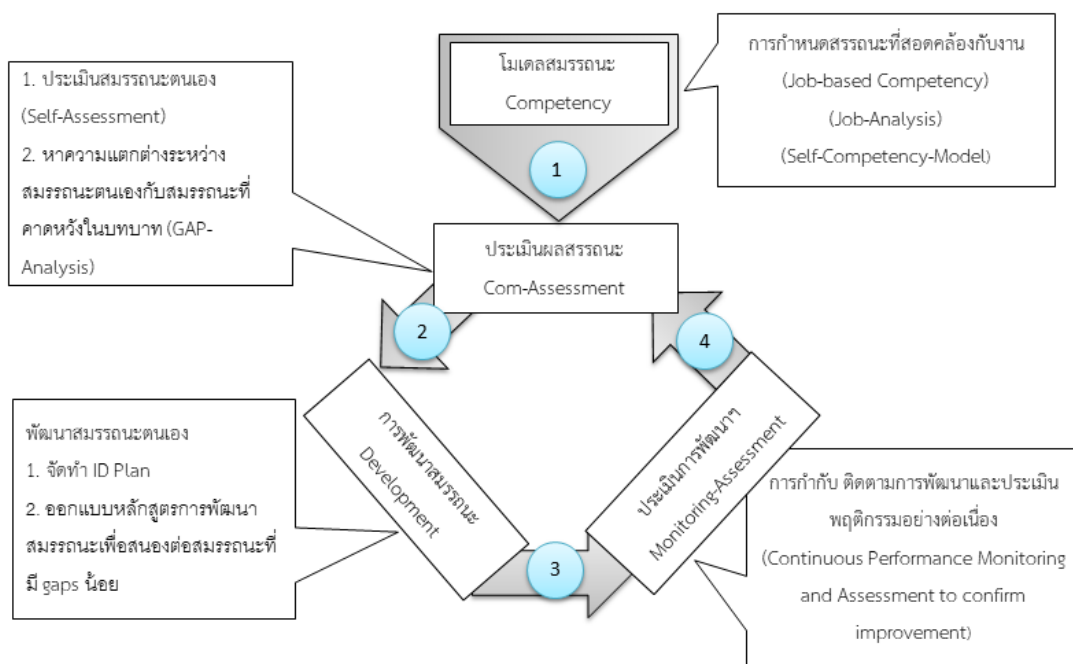 โมเดลสมรรถนะ
Competency
1
การกำหนดสรรถนะที่สอดคล้องกับงาน
(Job-based Competency)
(Job-Analysis)
(Self-Competency-Model)
1. ประเมินสมรรถนะตนเอง
(Self-Assessment)
2. หาความแตกต่างระหว่าง
สมรรถนะตนเองกับสมรรถนะที่
คาดหวังในบทบาท (GAP-
Analysis)
ประเมินผลสรรถนะ
Com-Assessment
2
4
การพัฒนาสมรรถนะ
Development
ประเมินการพัฒนาฯ
Monitoring-Assessment
พัฒนาสมรรถนะตนเอง
1. จัดทำ ID Plan
2. ออกแบบหลักสูตรการพัฒนา
สมรรถนะเพื่อสนองต่อสมรรถนะที่
มี gaps น้อย
3
การกำกับ ติดตามการพัฒนาและประเมิน
พฤติกรรมอย่างต่อเนื่อง
(Continuous Performance Monitoring
and Assessment to confirm
improvement)